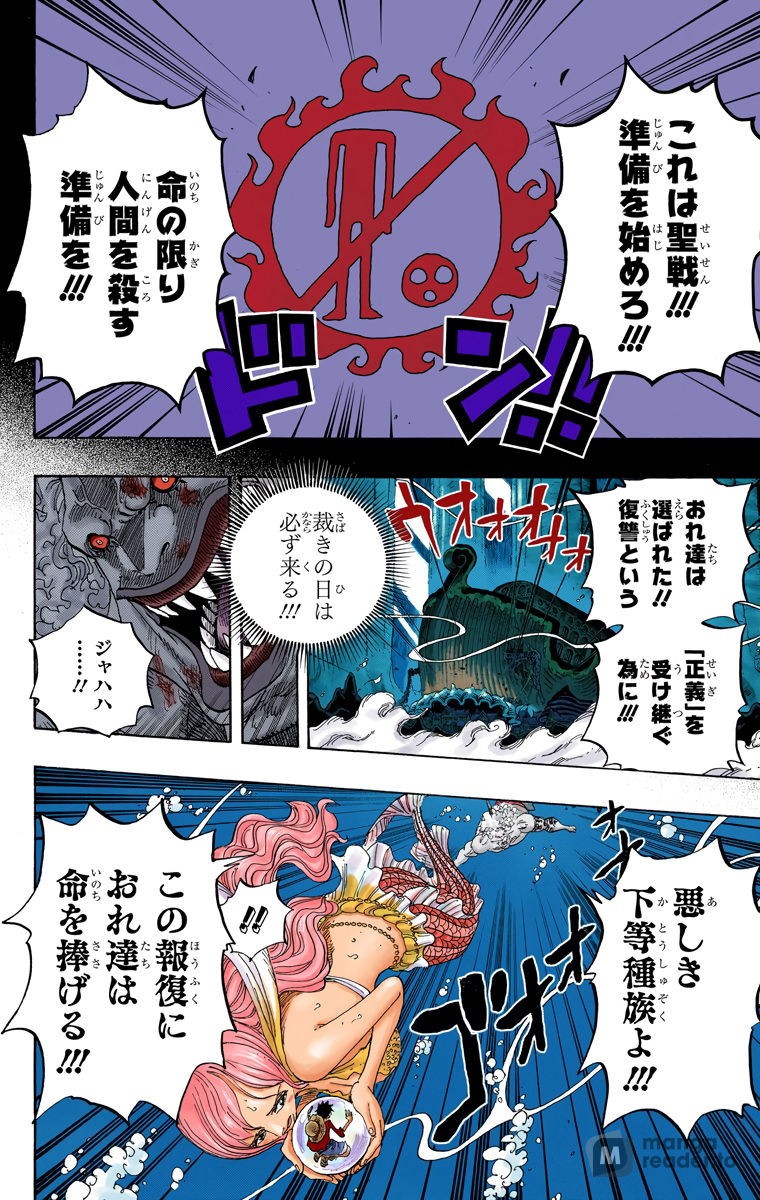 これは聖戦!!!
準備を始めろ!!!
命の限り
人間を殺す
準備を!!!
ドン!!
おれ達は
選ばれた!!
復讐という
「正義」を
受け継ぐ
為に!!!
ウオオオオ
裁きの日は
必ず来る!!!
ジャハハ
……!!
悪しき
下等種族よ!!!
オオ
ゴオオ
!!
この報復に
おれ達は
命を捧げる!!!
M manga
readerito